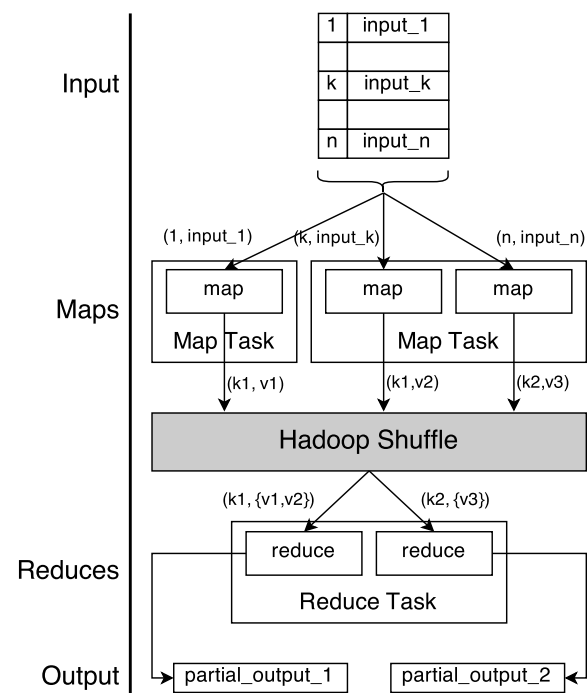 1 input_1
Input
k input_k
n input_n
(1, input_1) (k, input_k) (n, input_n)
map map map
Maps
Map Task Map Task
(k1, v1) (k1,v2) (k2,v3)
Hadoop Shuffle
(k1, {v1,v2}) (k2, {v3})
reduce reduce
Reduces
Reduce Task
Output partial_output_1 partial_output_2